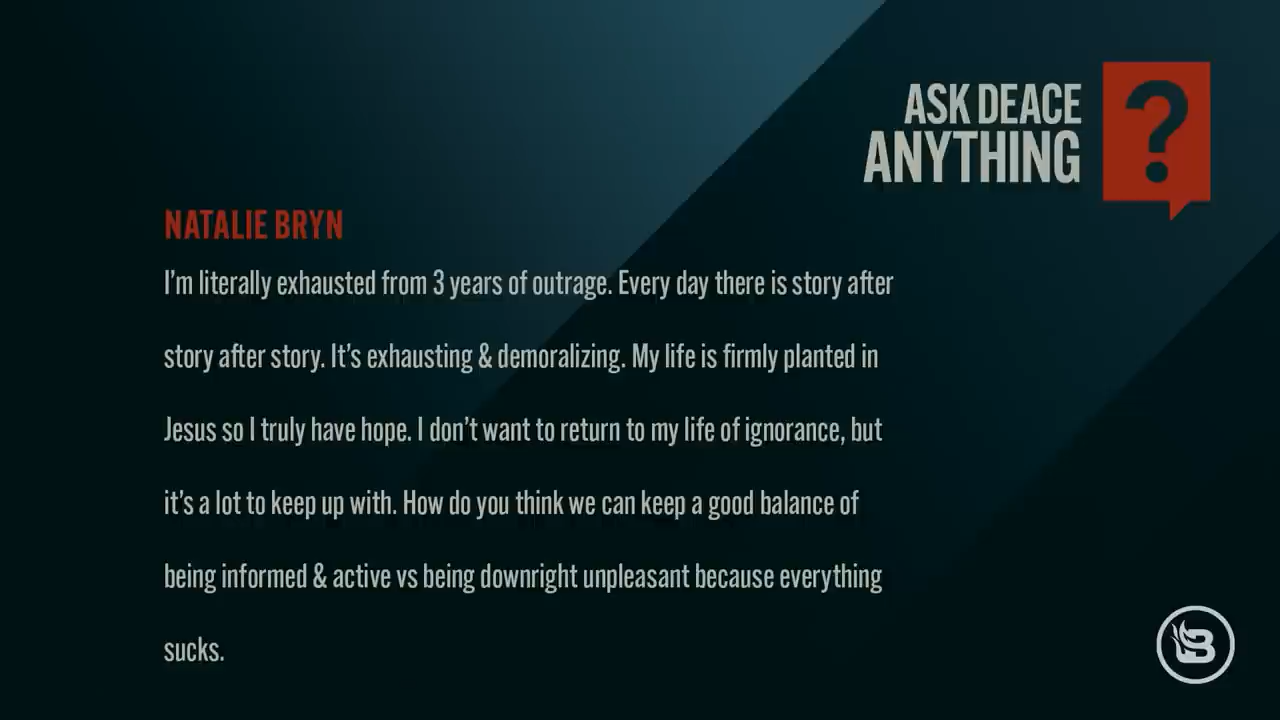 ASK DEACE
ANYTHING
?
NATALIE BRYN
I'm literally exhausted from 3 years of outrage. Every day there is story after
story after story. It's exhausting & demoralizing. My life is firmly planted in
Jesus so I truly have hope. I don't want to return to my life of ignorance, but
it's a lot to keep up with. How do you think we can keep a good balance of
being informed & active vs being downright unpleasant because everything
sucks.
B